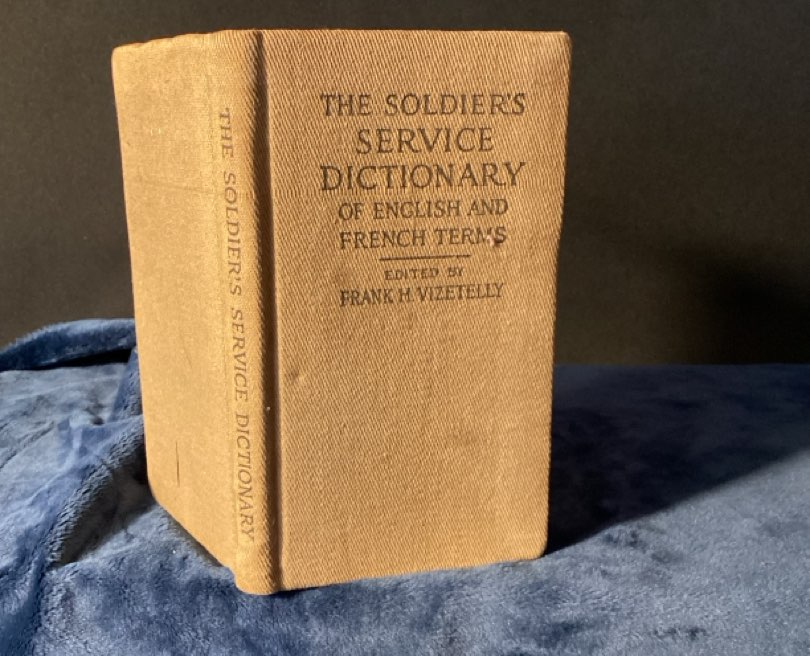 THE SOLDIER'S SERVICE DICTIONARY
THE SOLDIER'S
SERVICE
DICTIONARY
OF ENGLISH AND
FRENCH TERMS
EDITED BY
FRANK H. VIZETELLY